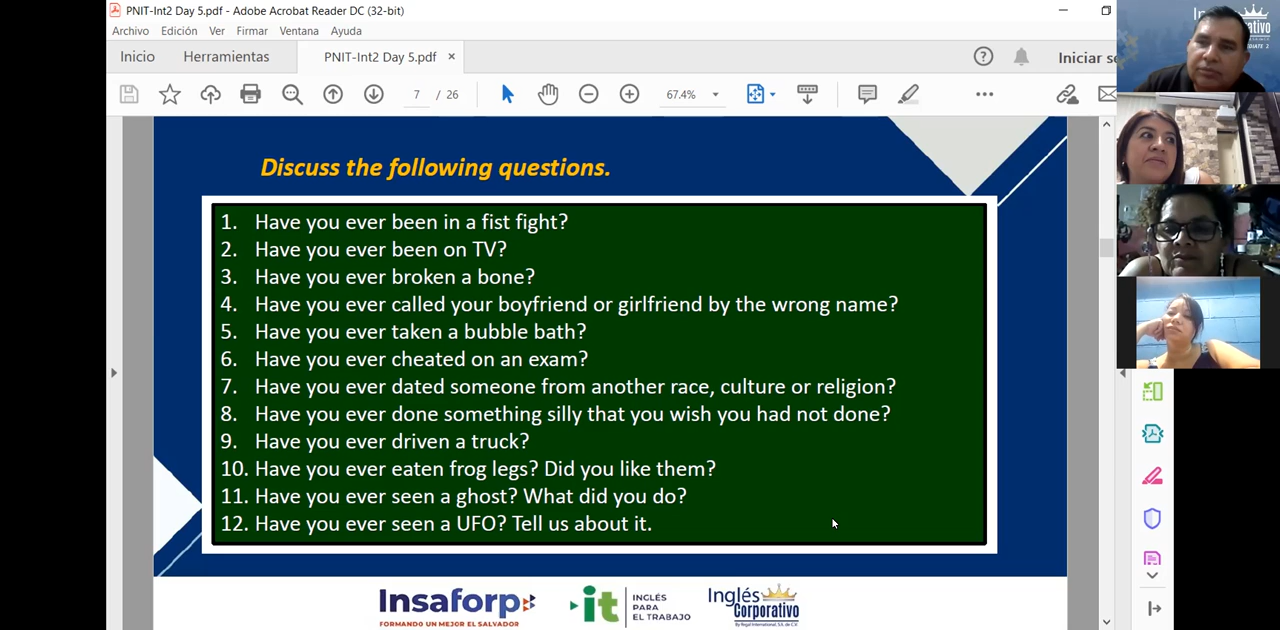 PNIT-Int2 Day 5.pdf - Adobe Acrobat Reader DC (32-bit)
Archivo Edición Ver Firmar Ventana Ayuda
Inicio Herramientas PNIT-Int2 Day 5.pdf × Iniciar se
7 / 26 67.4%
Discuss the following questions.
1. Have you ever been in a fist fight?
2. Have you ever been on TV?
3. Have you ever broken a bone?
4. Have you ever called your boyfriend or girlfriend by the wrong name?
5. Have you ever taken a bubble bath?
6. Have you ever cheated on an exam?
7. Have you ever dated someone from another race, culture or religion?
8. Have you ever done something silly that you wish you had not done?
9. Have you ever driven a truck?
10. Have you ever eaten frog legs? Did you like them?
11. Have you ever seen a ghost? What did you do?
12. Have you ever seen a UFO? Tell us about it.
Insaforp
FORMANDO UN MEJOR EL SALVADOR
it
INGLÉS
PARA
EL TRABAJO
Inglés
Corporativo